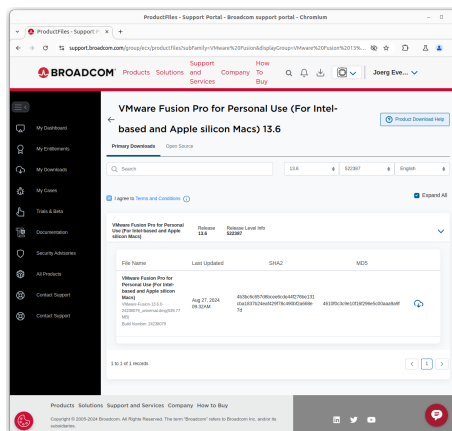 ProductFiles - Support Portal - Broadcom support portal - Chromium
ProductFiles - Support P
support.broadcom.com/group/ecx/productfiles?subFamily=VMware%20Fusion&displayGroup=VMware%20Fusion%2013%...
BROADCOM
Products Solutions Support and Services Company How To Buy
Joerg Eve...
VMware Fusion Pro for Personal Use (For Intel-
based and Apple silicon Macs) 13.6
Product Download Help
My Dashboard
My Entitlements
My Downloads
My Cases
Trials & Beta
Documentation
Security Advisories
All Products
Contact Support
Contact Support
Primary Downloads Open Source
Search
13.6
522387
English
I agree to Terms and Conditions
Expand All
VMware Fusion Pro for Personal
Use (For Intel-based and Apple
silicon Macs)
Release
13.6
Release Level Info
522387
File Name Last Updated SHA2 MD5
VMware Fusion Pro for
Personal Use (For Intel-
based and Apple silicon
Macs)
Build Number: 24238079
Aug 27, 2024
09:32AM
1 to 1 of 1 records
1
Products Solutions Support and Services Company How to Buy
Copyright © 2005-2024 Broadcom. All Rights Reserved. The term “Broadcom” refers to Broadcom Inc. and/or its
subsidiaries.